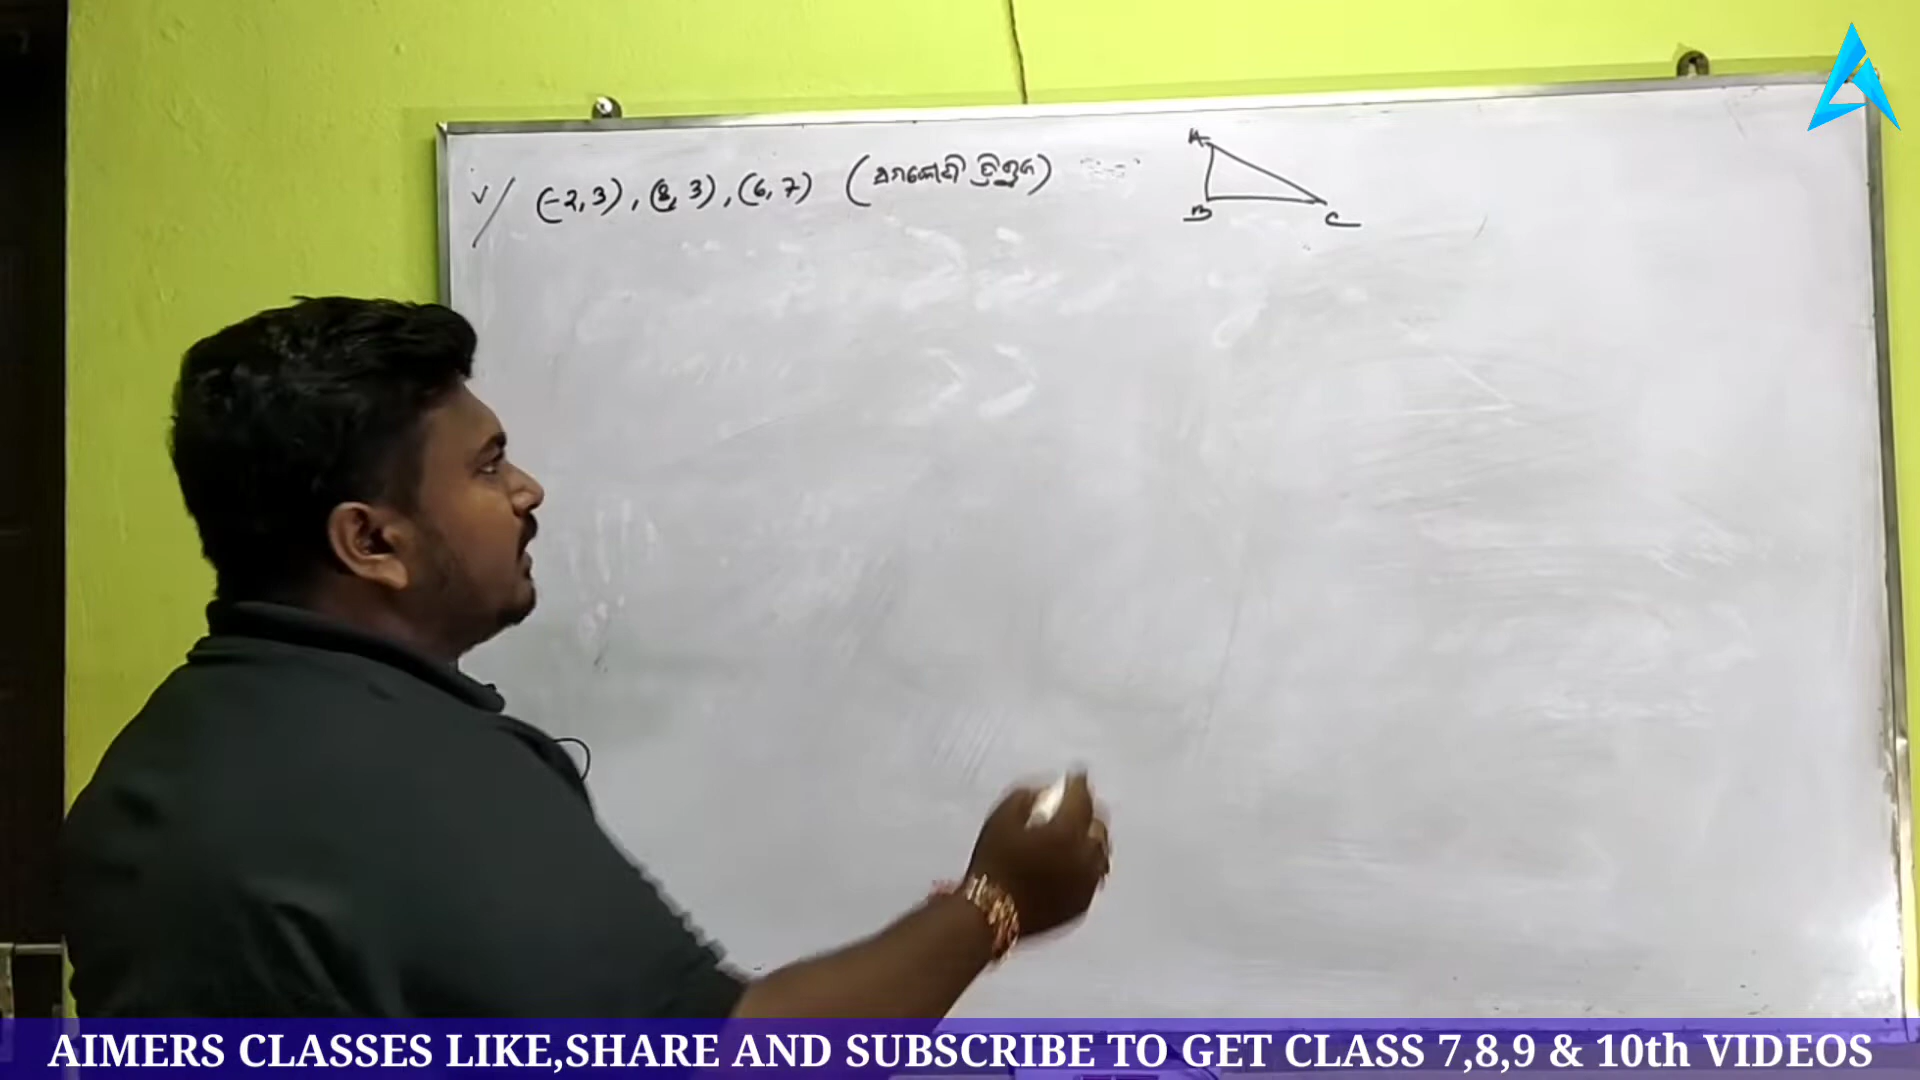 v/ (-2, 3), (8, 3), (6, 7) (ସମକୋଣୀ ତ୍ରିଭୁଜ)
A
B
C
AIMERS CLASSES LIKE,SHARE AND SUBSCRIBE TO GET CLASS 7,8,9 & 10th VIDEOS